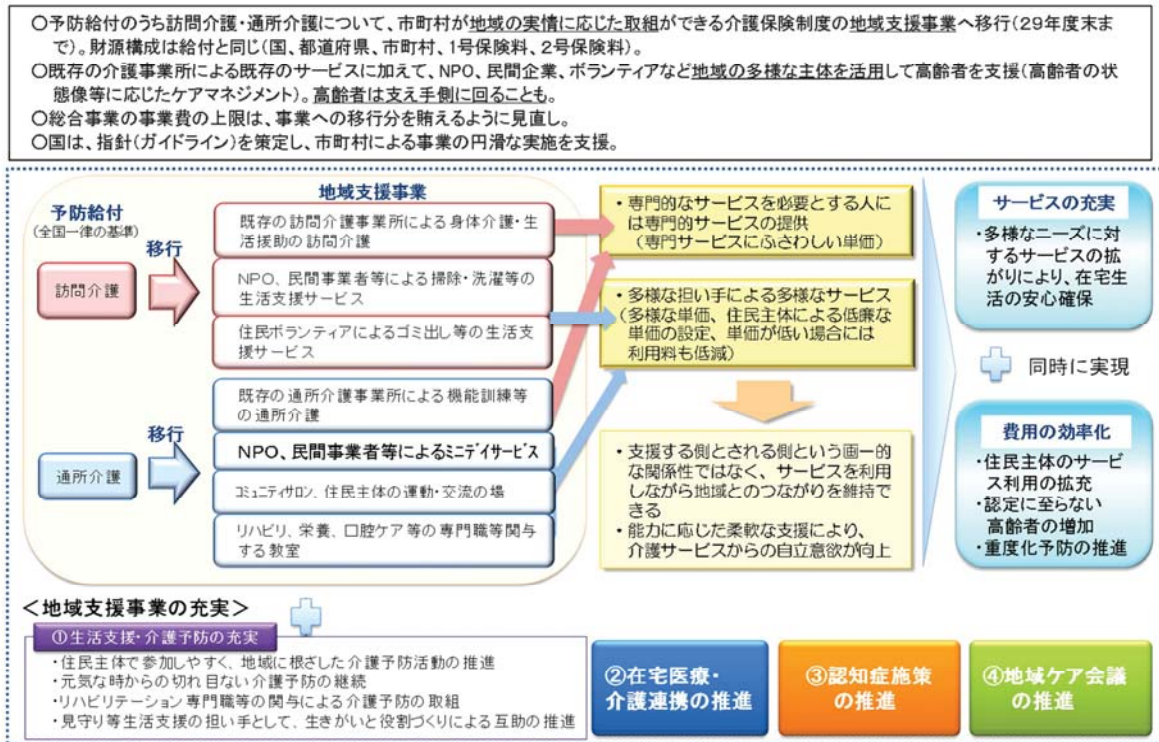 ○予防給付のうち訪問介護・通所介護について、市町村が地域の実情に応じた取組ができる介護保険制度の地域支援事業へ移行(29年度末
まで)。財源構成は給付と同じ(国、都道府県、市町村、1号保険料、2号保険料)。
○既存の介護事業所による既存のサービスに加えて、NPO、民間企業、ボランティアなど地域の多様な主体を活用して高齢者を支援(高齢者の状
態像等に応じたケアマネジメント)。高齢者は支え手側に回ることも。
○総合事業の事業費の上限は、事業への移行分を賄えるように見直し。
○国は、指針(ガイドライン)を策定し、市町村による事業の円滑な実施を支援。
予防給付
(全国一律の基準)
訪問介護
移行
通所介護
移行
地域支援事業
既存の訪問介護事業所による身体介護・生
活援助の訪問介護
NPO、民間事業者等による掃除・洗濯等の
生活支援サービス
住民ボランティアによるゴミ出し等の生活支
援サービス
既存の通所介護事業所による機能訓練等
の通所介護
NPO、民間事業者等によるミニデイサービス
コミュニティサロン、住民主体の運動・交流の場
リハビリ、栄養、口腔ケア等の専門職等関与
する教室
・専門的なサービスを必要とする人に
は専門的サービスの提供
(専門サービスにふさわしい単価)
・多様な担い手による多様なサービス
(多様な単価、住民主体による低廉な
単価の設定、単価が低い場合には
利用料も低減)
・支援する側とされる側という画一的
な関係性ではなく、サービスを利用
しながら地域とのつながりを維持で
きる
・能力に応じた柔軟な支援により、
介護サービスからの自立意欲が向上
サービスの充実
・多様なニーズに対
するサービスの拡
がりにより、在宅生
活の安心確保
同時に実現
費用の効率化
・住民主体のサービ
ス利用の拡充
・認定に至らない
高齢者の増加
・重度化予防の推進
<地域支援事業の充実>
①生活支援・介護予防の充実
・住民主体で参加しやすく、地域に根ざした介護予防活動の推進
・元気な時からの切れ目ない介護予防の継続
・リハビリテーション専門職等の関与による介護予防の取組
・見守り等生活支援の担い手として、生きがいと役割づくりによる互助の推進
②在宅医療・
介護連携の推進
③認知症施策
の推進
④地域ケア会議
の推進